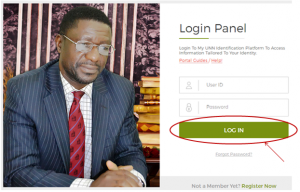 Login Panel
Login To My UNN Identification Platform To Access
Information Tailored To Your Identity.
Portal Guides / Help!
User ID
Password
LOG IN
Forgot Password?
Not a Member Yet? Register Now